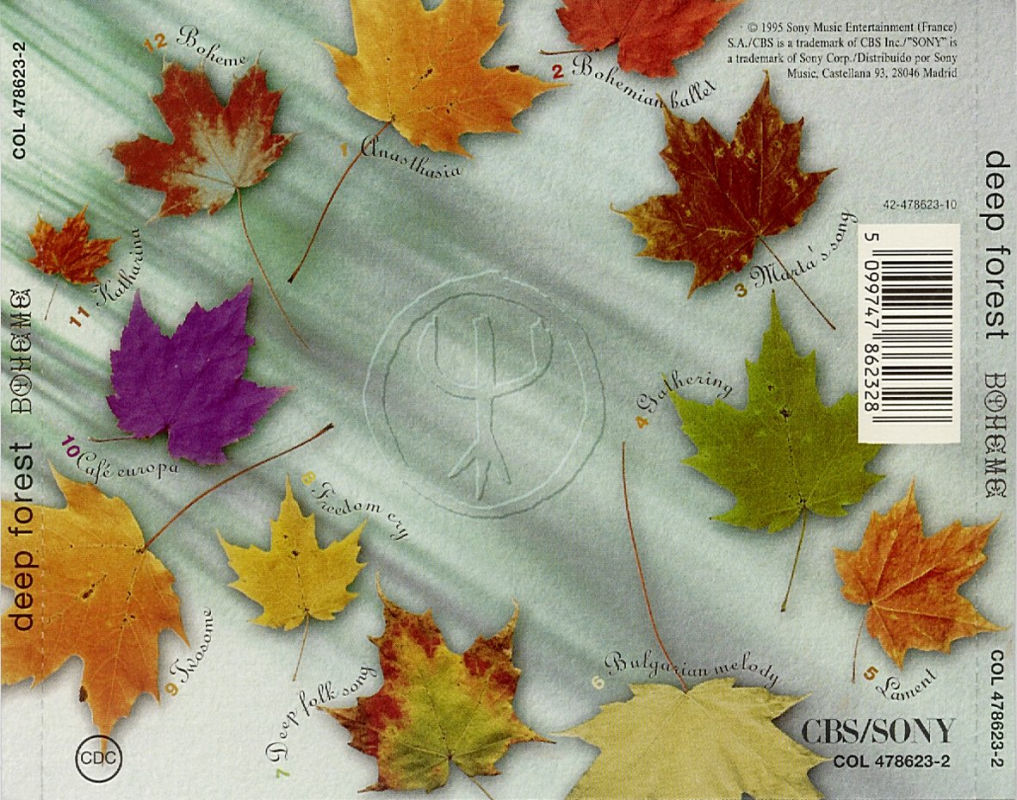 © 1995 Sony Music Entertainment (France)
S.A./CBS is a trademark of CBS Inc./"SONY" is
a trademark of Sony Corp./Distribuido por Sony
Music, Castellana 93, 28046 Madrid
1 Anasthasia
2 Bohemian ballet
3 Marta's song
4 Gathering
5 Lament
6 Bulgarian melody
7 Deep folk song
8 Freedom cry
9 Twosome
10 Café europa
11 Katharina
12 Boheme
42-478623-10
5 099747 862328
CBS/SONY
COL 478623-2
CDC
COL 478623-2
deep forest BOHEME
deep forest BOHEME
COL 478623-2